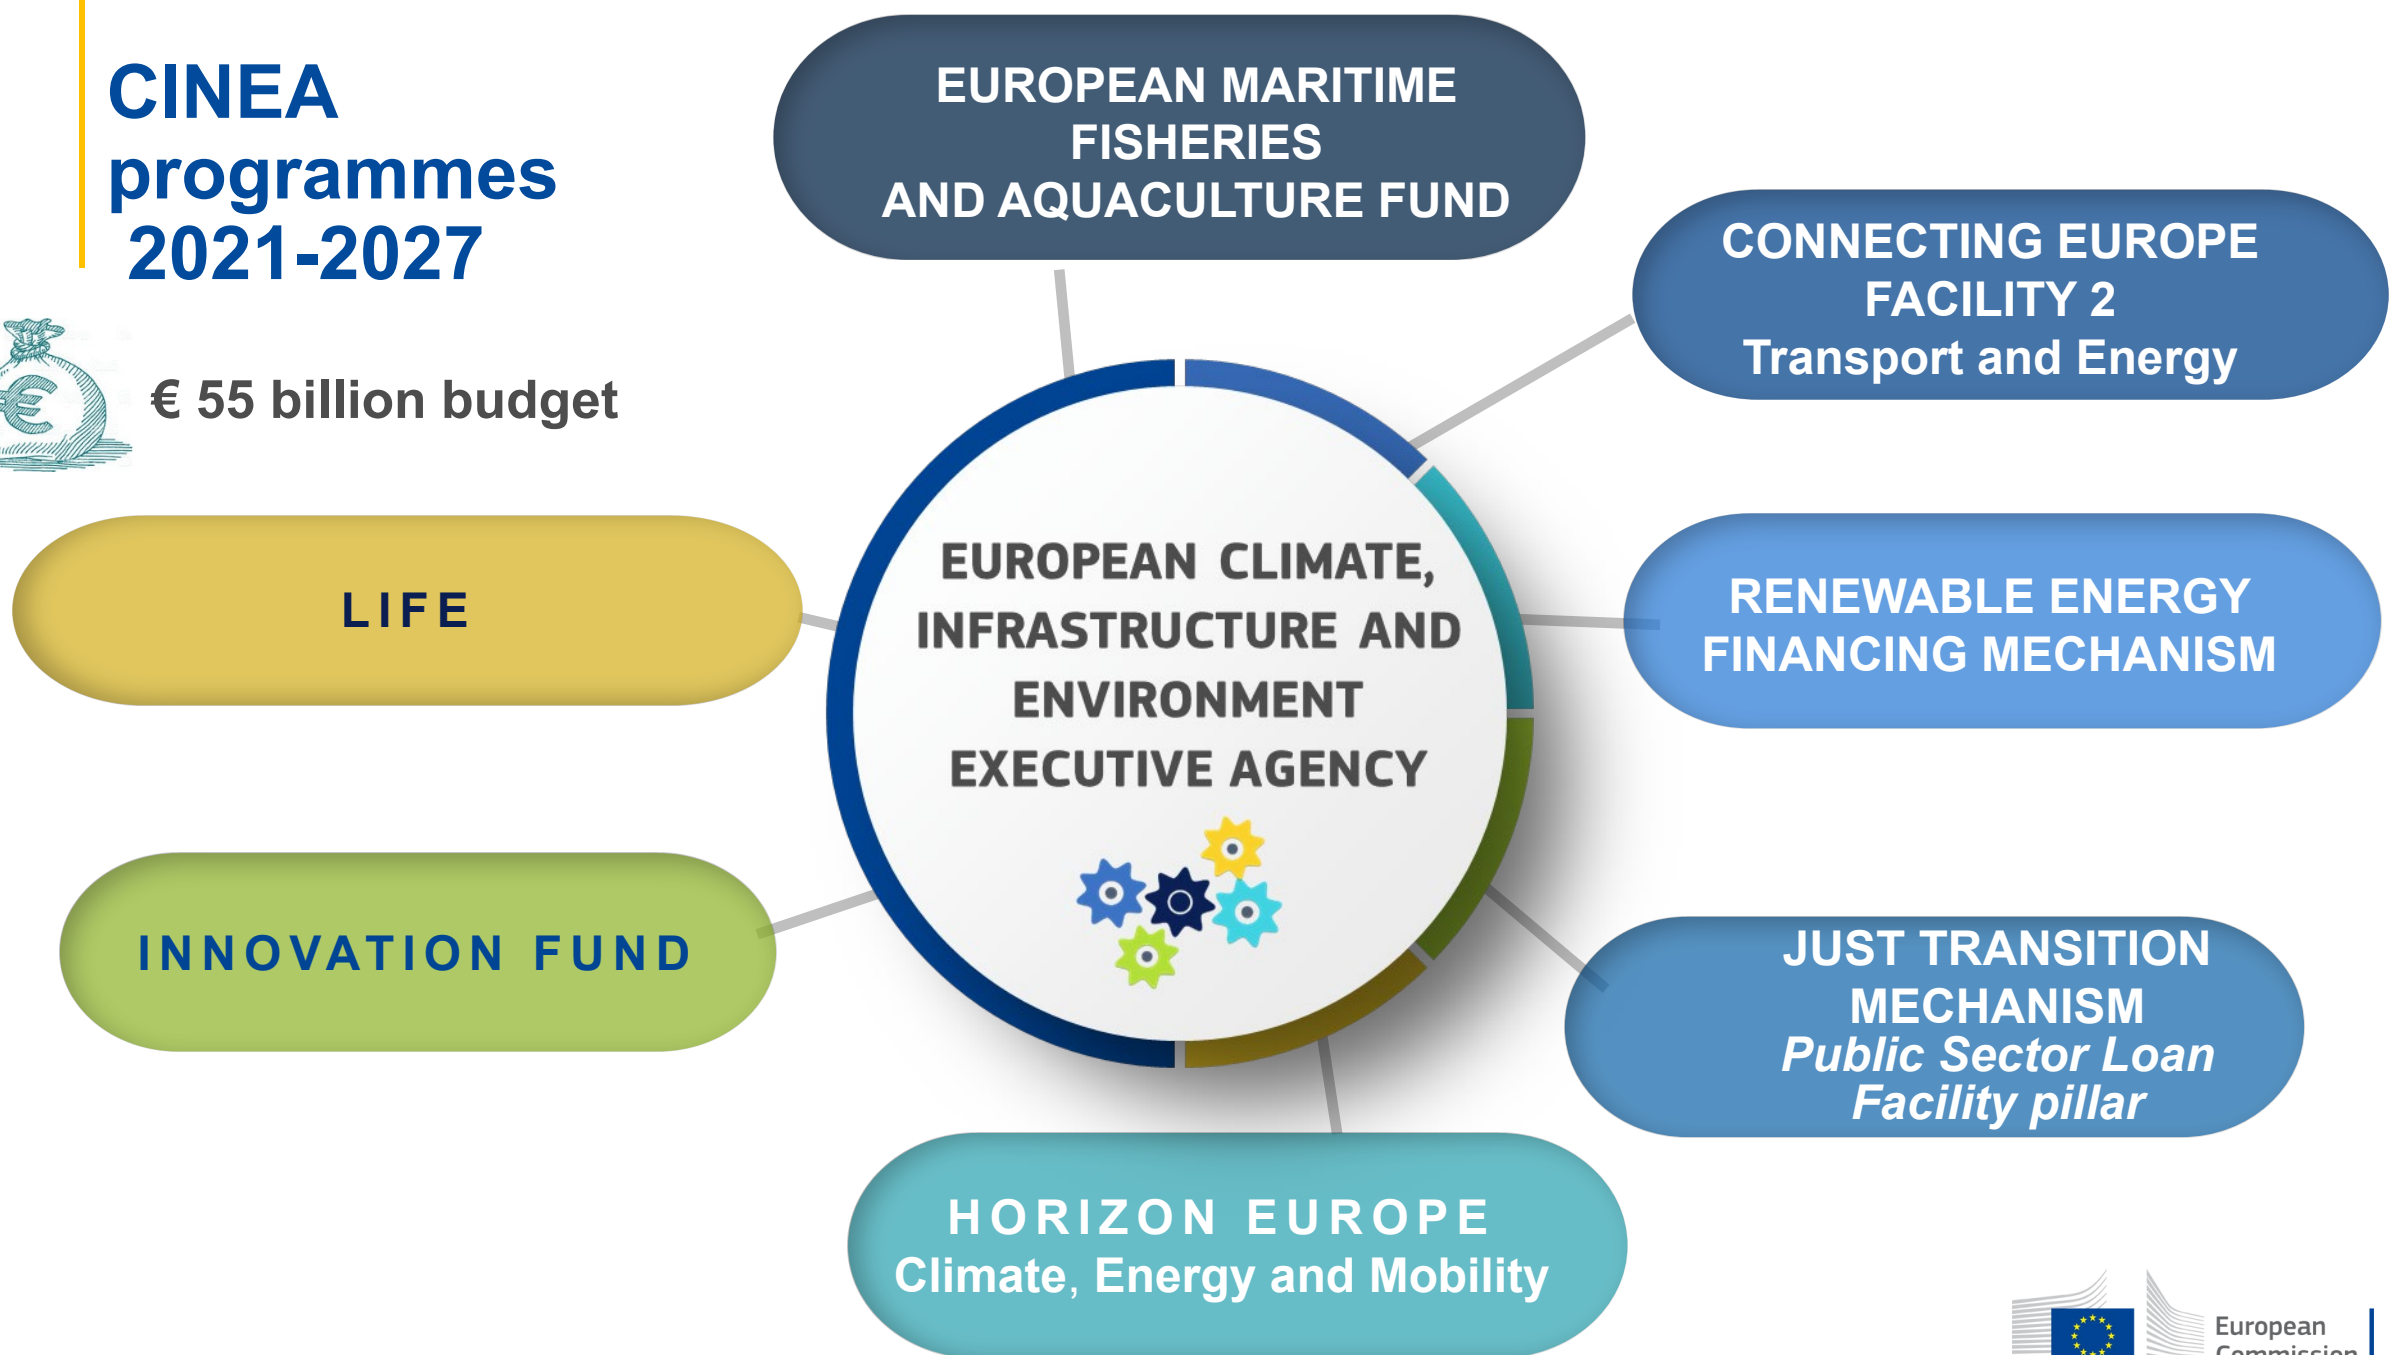 CINEA
programmes
2021-2027
€ 55 billion budget
EUROPEAN MARITIME
FISHERIES
AND AQUACULTURE FUND
CONNECTING EUROPE
FACILITY 2
Transport and Energy
RENEWABLE ENERGY
FINANCING MECHANISM
JUST TRANSITION
MECHANISM
Public Sector Loan
Facility pillar
HORIZON EUROPE
Climate, Energy and Mobility
INNOVATION FUND
LIFE
EUROPEAN CLIMATE,
INFRASTRUCTURE AND
ENVIRONMENT
EXECUTIVE AGENCY
€
European
Commission